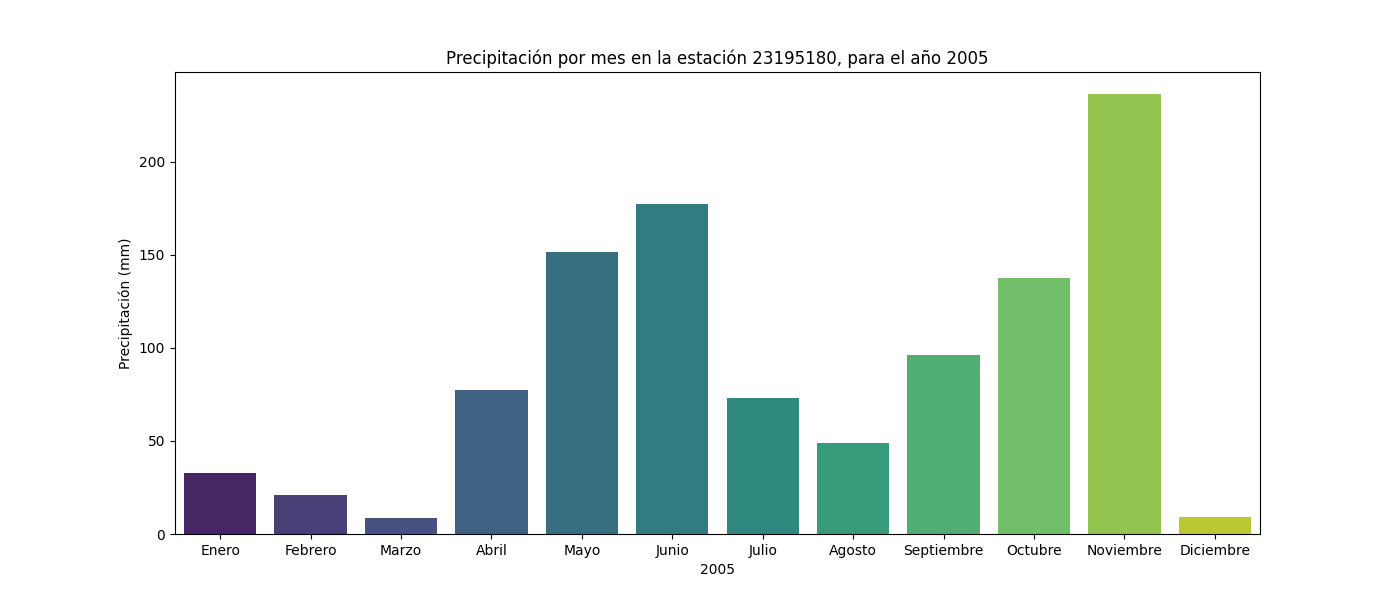 Precipitación por mes en la estación 23195180, para el año 2005
Precipitación (mm)
200
150
100
50
0
Enero Febrero Marzo Abril Mayo Junio Julio Agosto Septiembre Octubre Noviembre Diciembre
2005